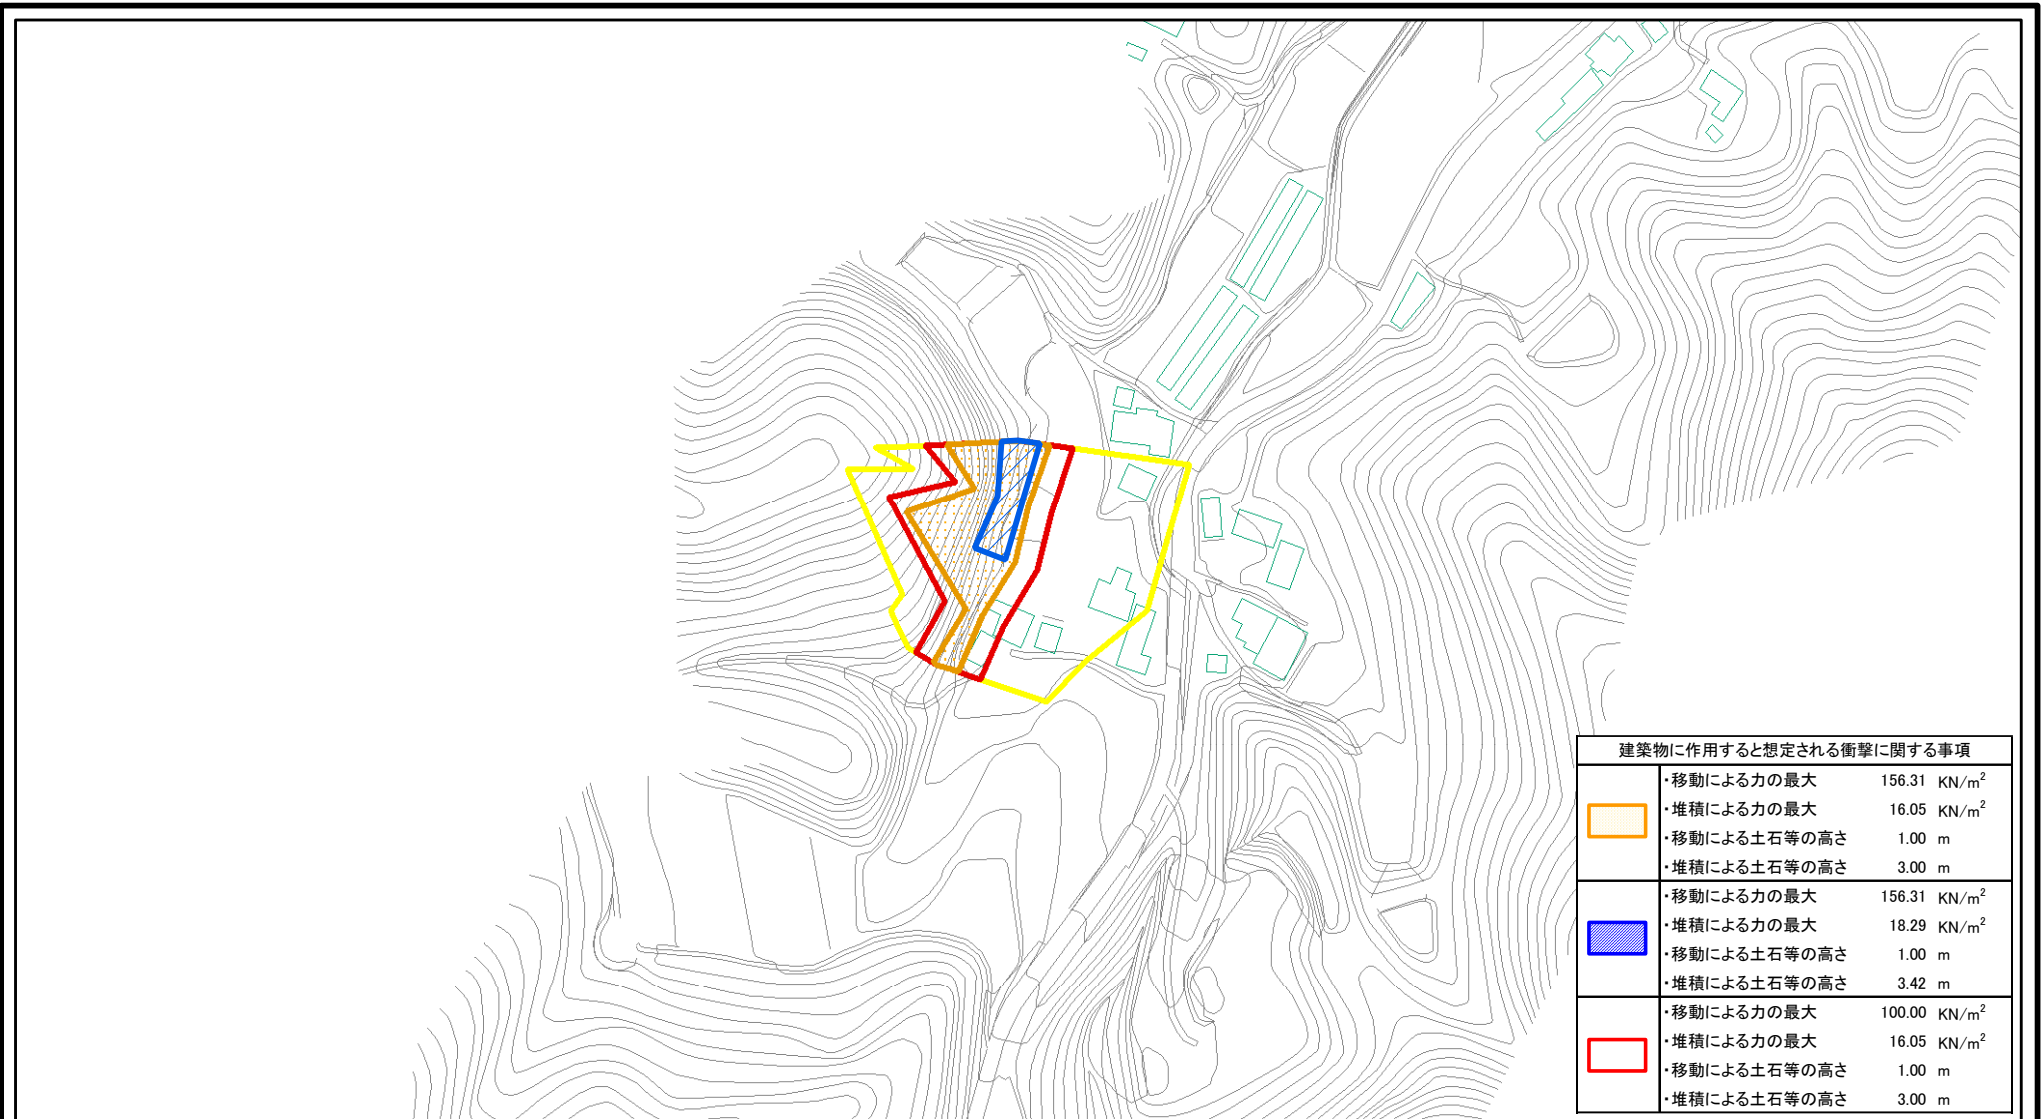 建築物に作用すると想定される衝撃に関する事項
・移動による力の最大 156.31 KN/m²
・堆積による力の最大 16.05 KN/m²
・移動による土石等の高さ 1.00 m
・堆積による土石等の高さ 3.00 m
・移動による力の最大 156.31 KN/m²
・堆積による力の最大 18.29 KN/m²
・移動による土石等の高さ 1.00 m
・堆積による土石等の高さ 3.42 m
・移動による力の最大 100.00 KN/m²
・堆積による力の最大 16.05 KN/m²
・移動による土石等の高さ 1.00 m
・堆積による土石等の高さ 3.00 m